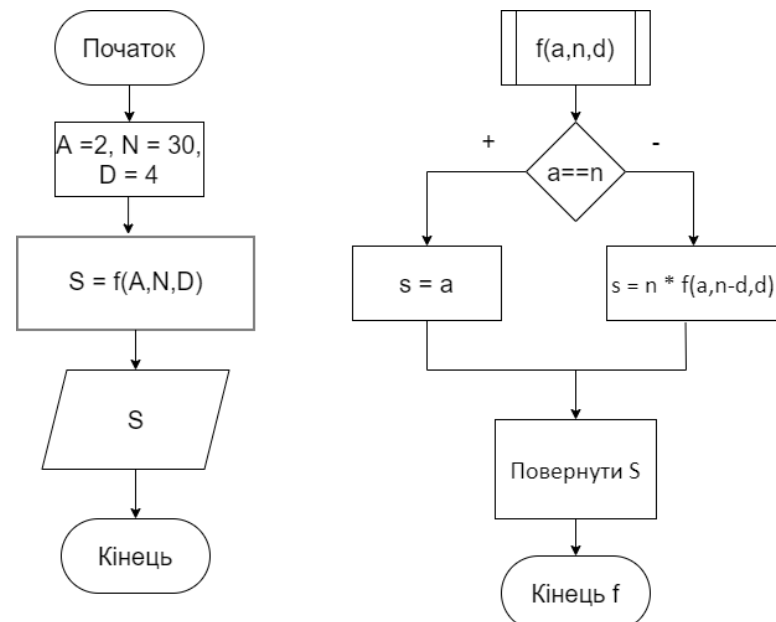 Початок
A =2, N = 30,
D = 4
S = f(A,N,D)
S
Кінець
f(a,n,d)
+
-
a==n
s = a
s = n * f(a,n-d,d)
Повернути S
Кінець f